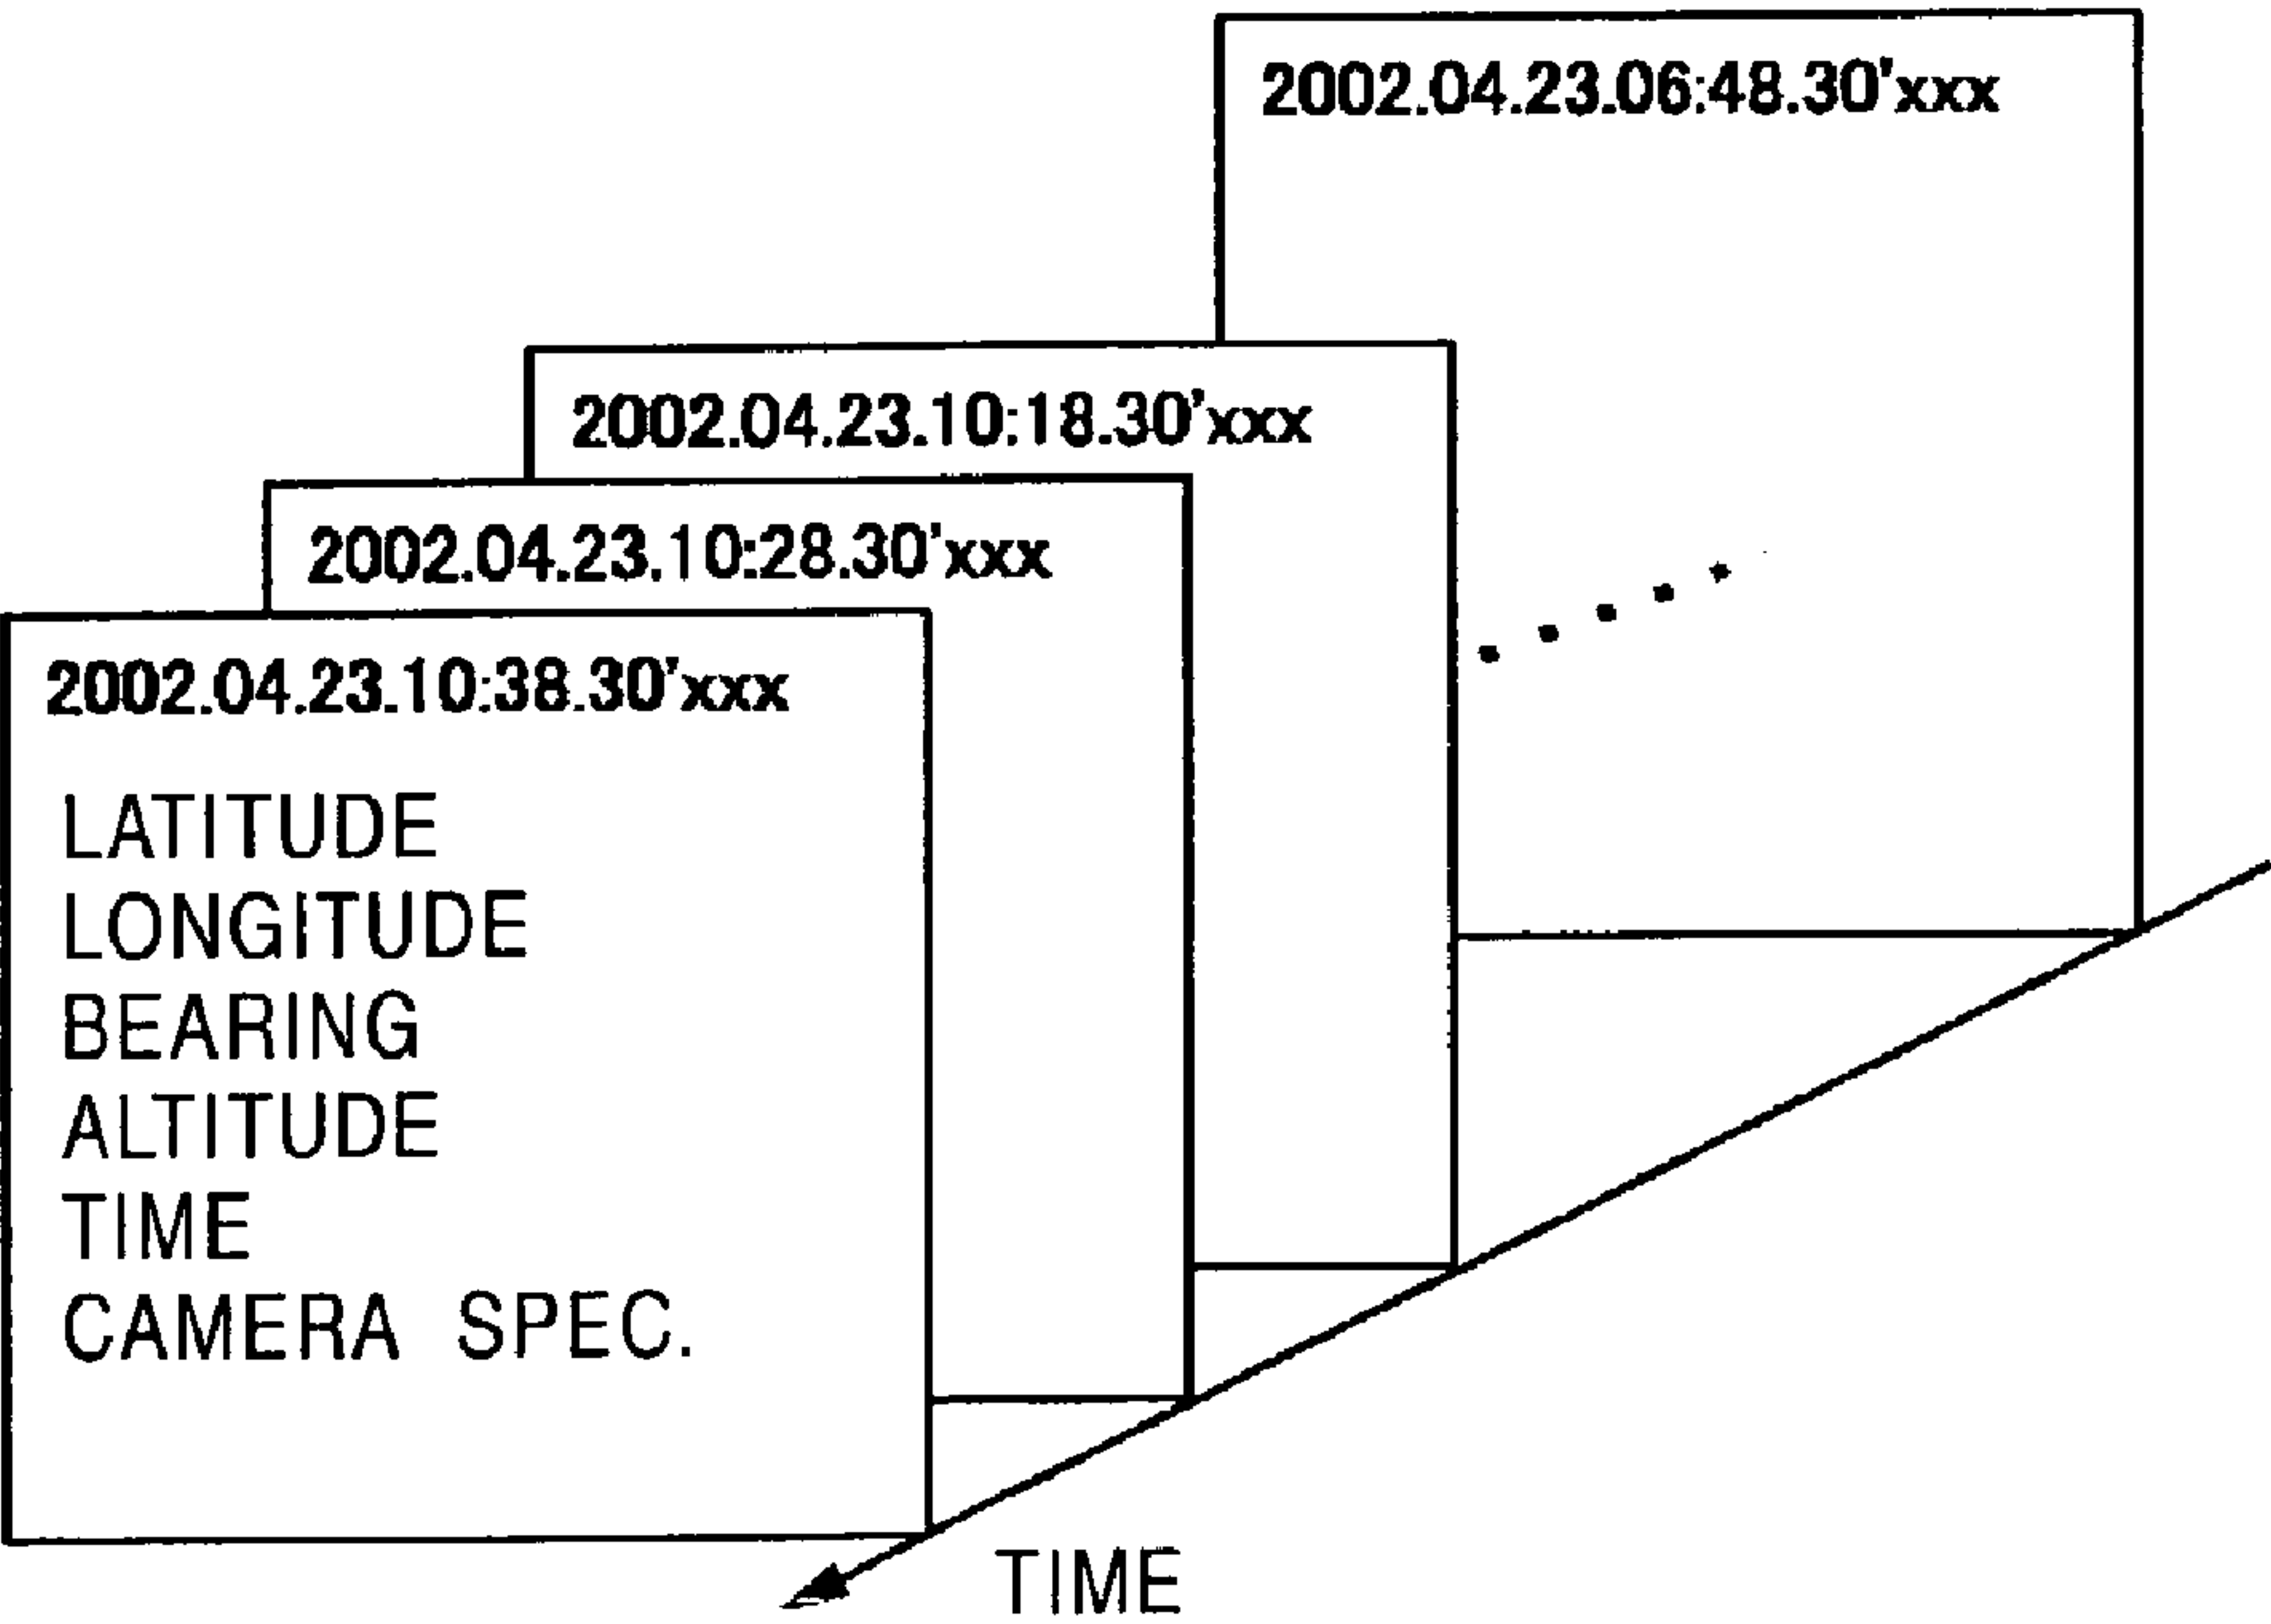 2002.04.23.06:48.30'xxx
2002.04.23.10:18.30'xxx
2002.04.23.10:28.30'xxx
2002.04.23.10:38.30'xxx
LATITUDE
LONGITUDE
BEARING
ALTITUDE
TIME
CAMERA SPEC.
TIME